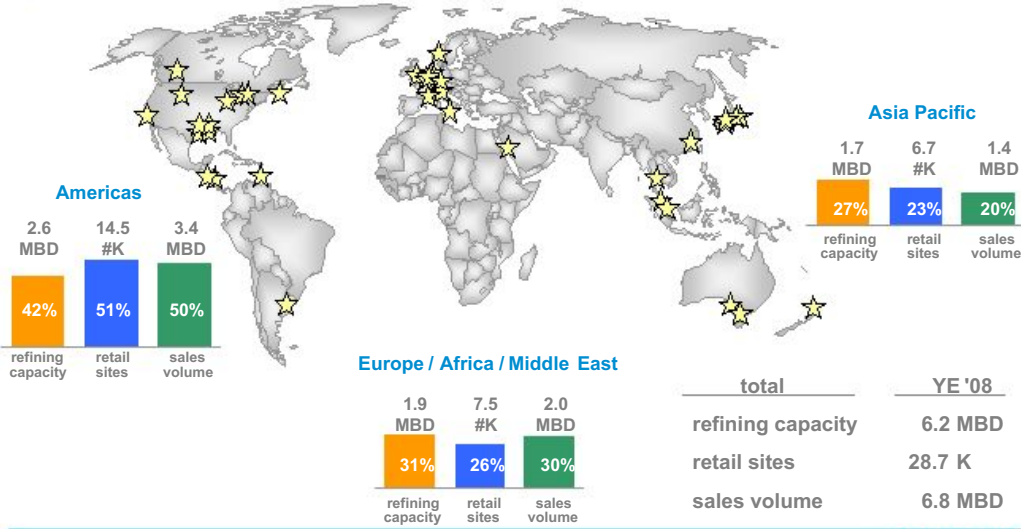 Asia Pacific
1.7 6.7 1.4
MBD #K MBD
27% 23% 20%
refining retail sales
capacity sites volume
Americas
2.6 14.5 3.4
MBD #K MBD
42% 51% 50%
refining retail sales
capacity sites volume
Europe / Africa / Middle East
1.9 7.5 2.0
MBD #K MBD
31% 26% 30%
refining retail sales
capacity sites volume
total YE '08
refining capacity 6.2 MBD
retail sites 28.7 K
sales volume 6.8 MBD